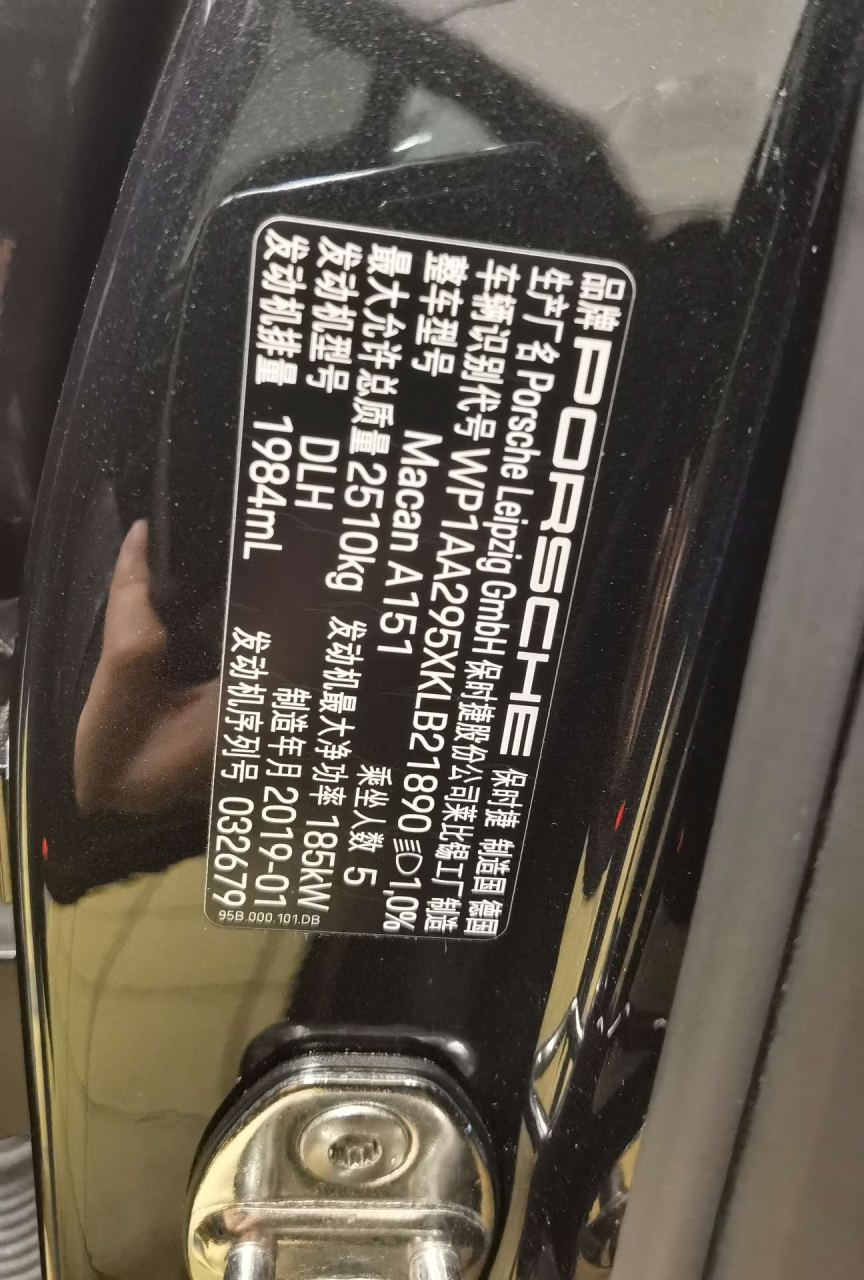 品牌 PORSCHE 保时捷 制造国 德国
生产厂名 Porsche Leipzig GmbH 保时捷股份公司莱比锡工厂 制造
车辆识别代号 WP1AA295XKLB21890 1,0%
整车型号 Macan A151 乘坐人数 5
最大允许总质量 2510kg 发动机最大净功率 185kW
发动机型号 DLH 制造年月 2019-01
发动机排量 1984mL 发动机序列号 032679
95B.000.101.DB